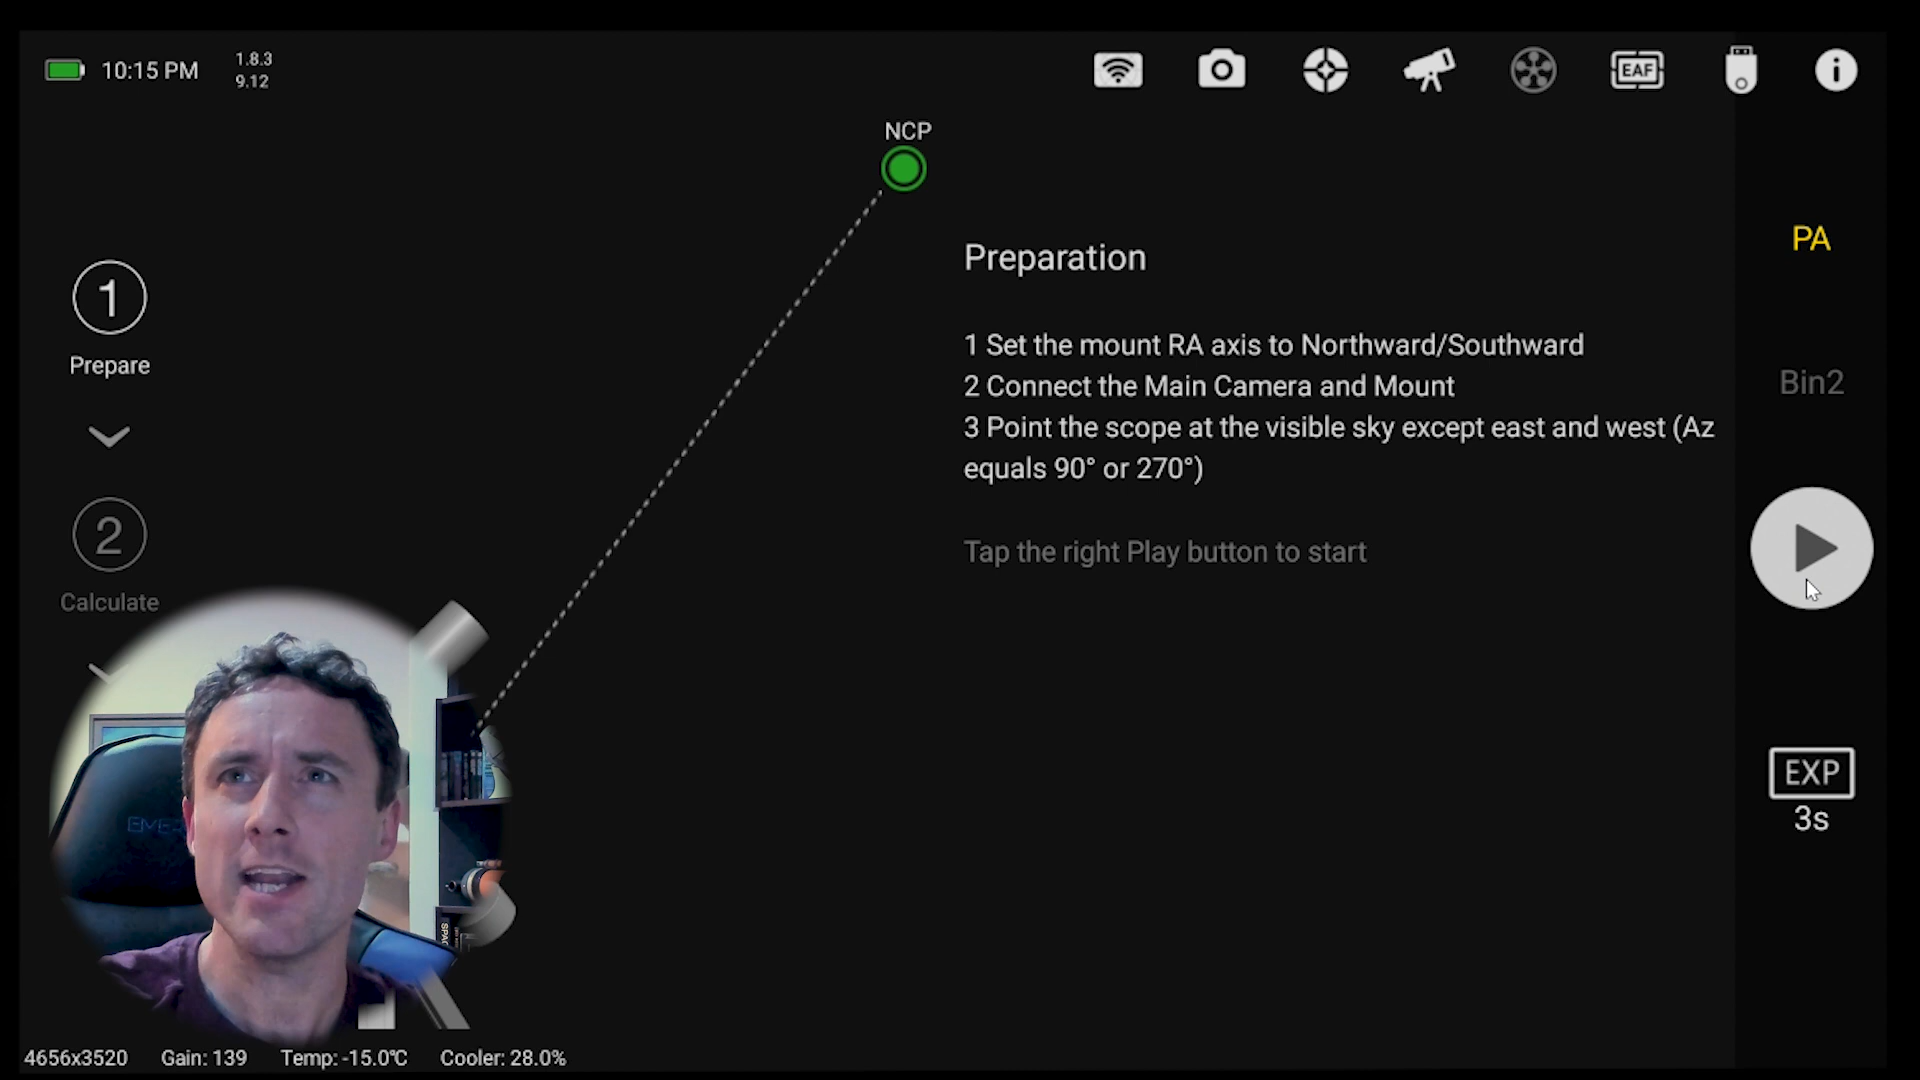 10:15 PM
1.8.3
9.12
EAF
i
NCP
PA
Preparation
1
Prepare
1 Set the mount RA axis to Northward/Southward
2 Connect the Main Camera and Mount
3 Point the scope at the visible sky except east and west (Az
equals 90° or 270°)
Bin2
2
Calculate
Tap the right Play button to start
EXP
3s
4656x3520 Gain: 139 Temp: -15.0℃ Cooler: 28.0%